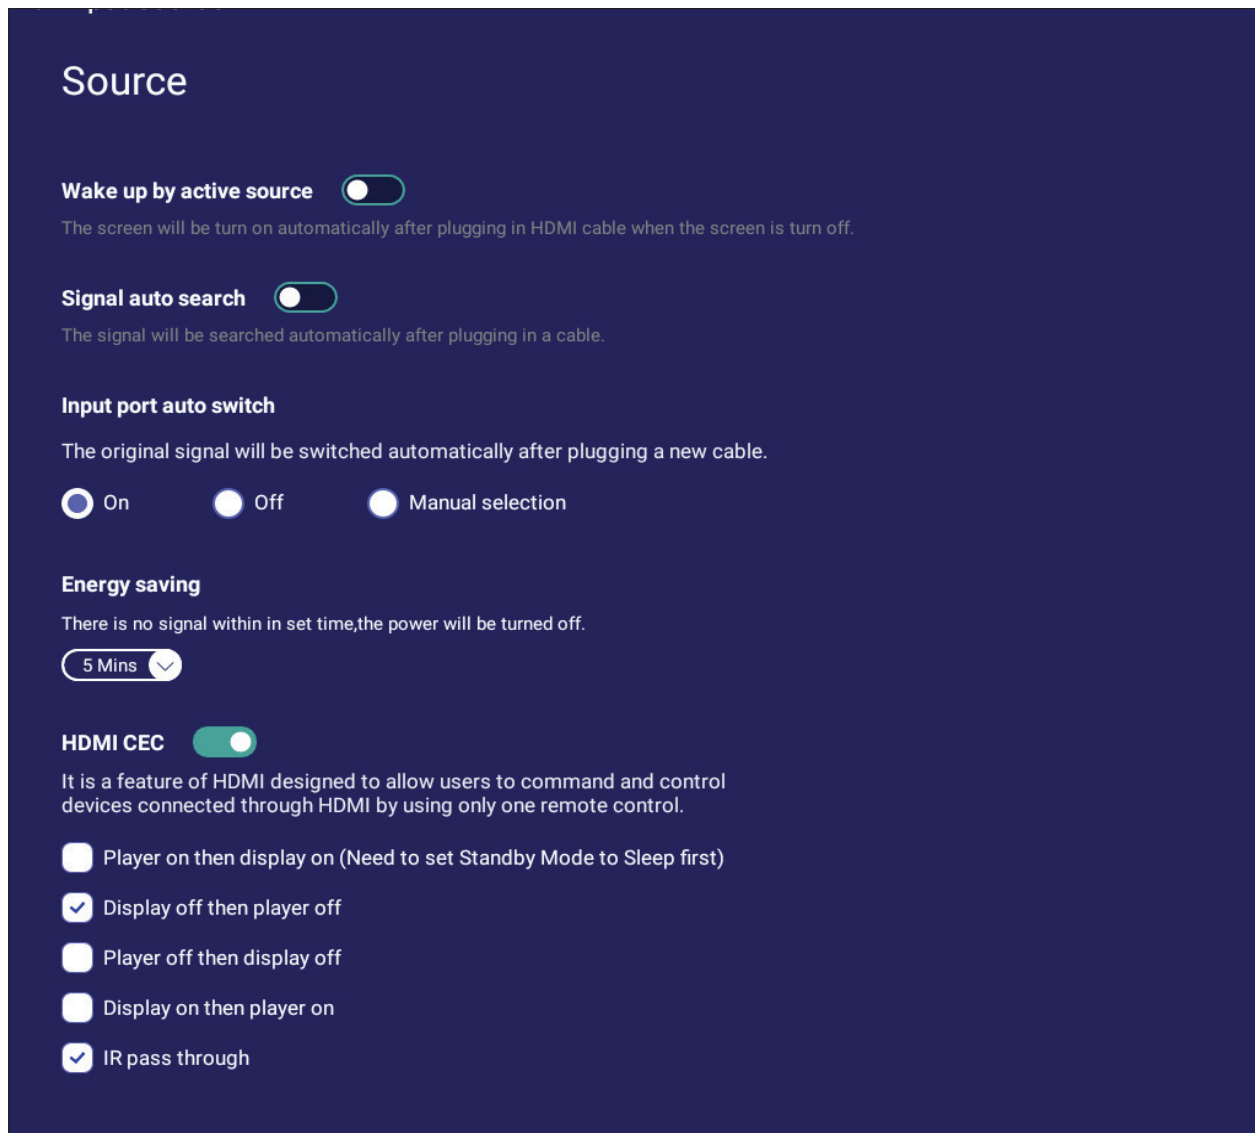 Source
Wake up by active source
The screen will be turn on automatically after plugging in HDMI cable when the screen is turn off.
Signal auto search
The signal will be searched automatically after plugging in a cable.
Input port auto switch
The original signal will be switched automatically after plugging a new cable.
On Off Manual selection
Energy saving
There is no signal within in set time,the power will be turned off.
5 Mins
HDMI CEC
It is a feature of HDMI designed to allow users to command and control
devices connected through HDMI by using only one remote control.
Player on then display on (Need to set Standby Mode to Sleep first)
Display off then player off
Player off then display off
Display on then player on
IR pass through